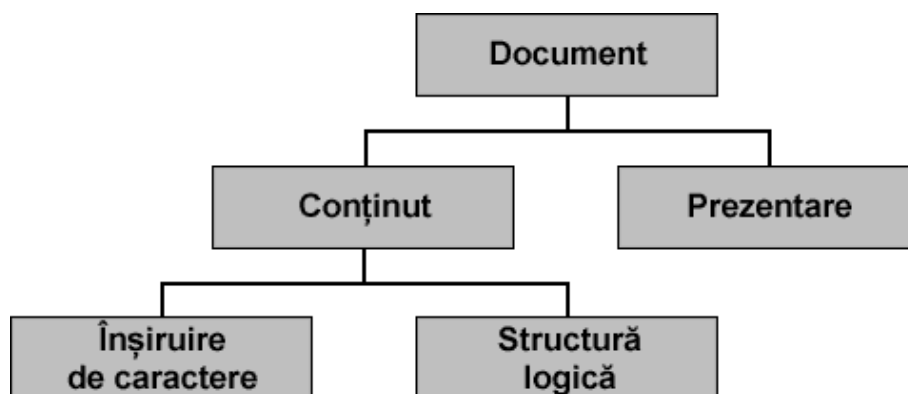 Document
Conținut
Prezentare
Înșiruire
de caractere
Structură
logică